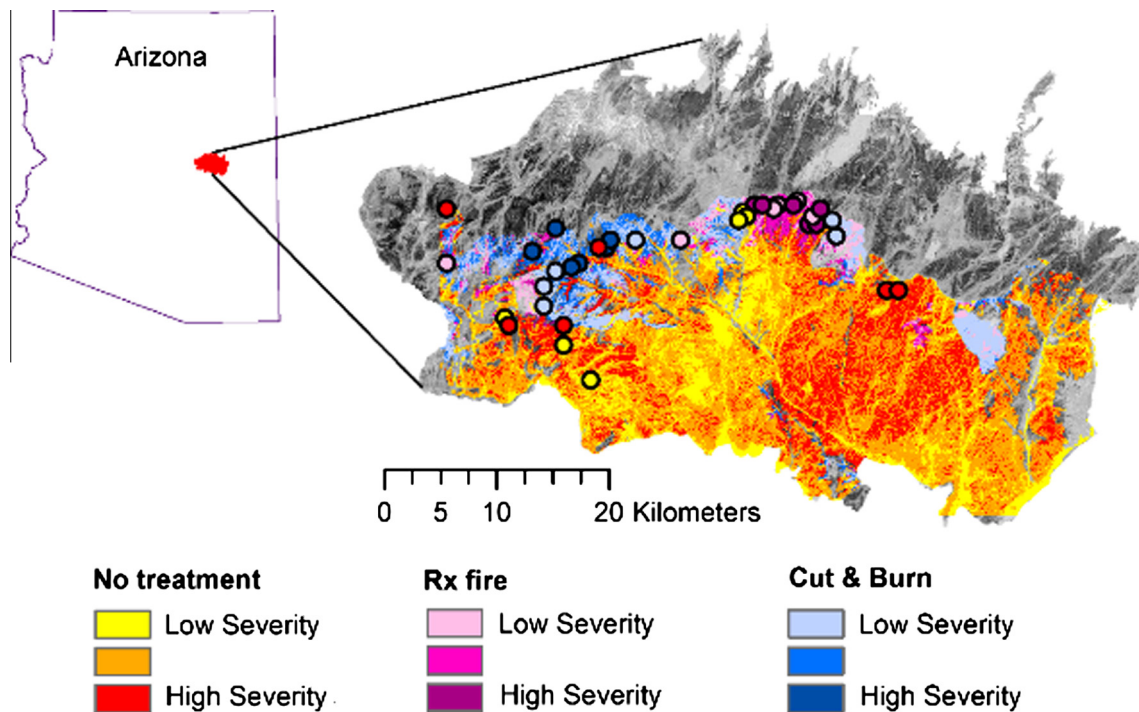 Arizona
0 5 10 20 Kilometers
No treatment Rx fire Cut & Burn
Low Severity Low Severity Low Severity
High Severity High Severity High Severity